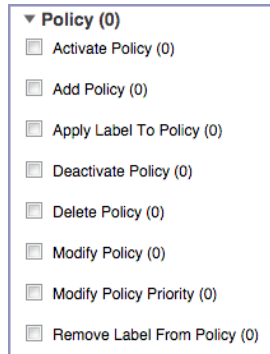 Policy (0)
Activate Policy (0)
Add Policy (0)
Apply Label To Policy (0)
Deactivate Policy (0)
Delete Policy (0)
Modify Policy (0)
Modify Policy Priority (0)
Remove Label From Policy (0)